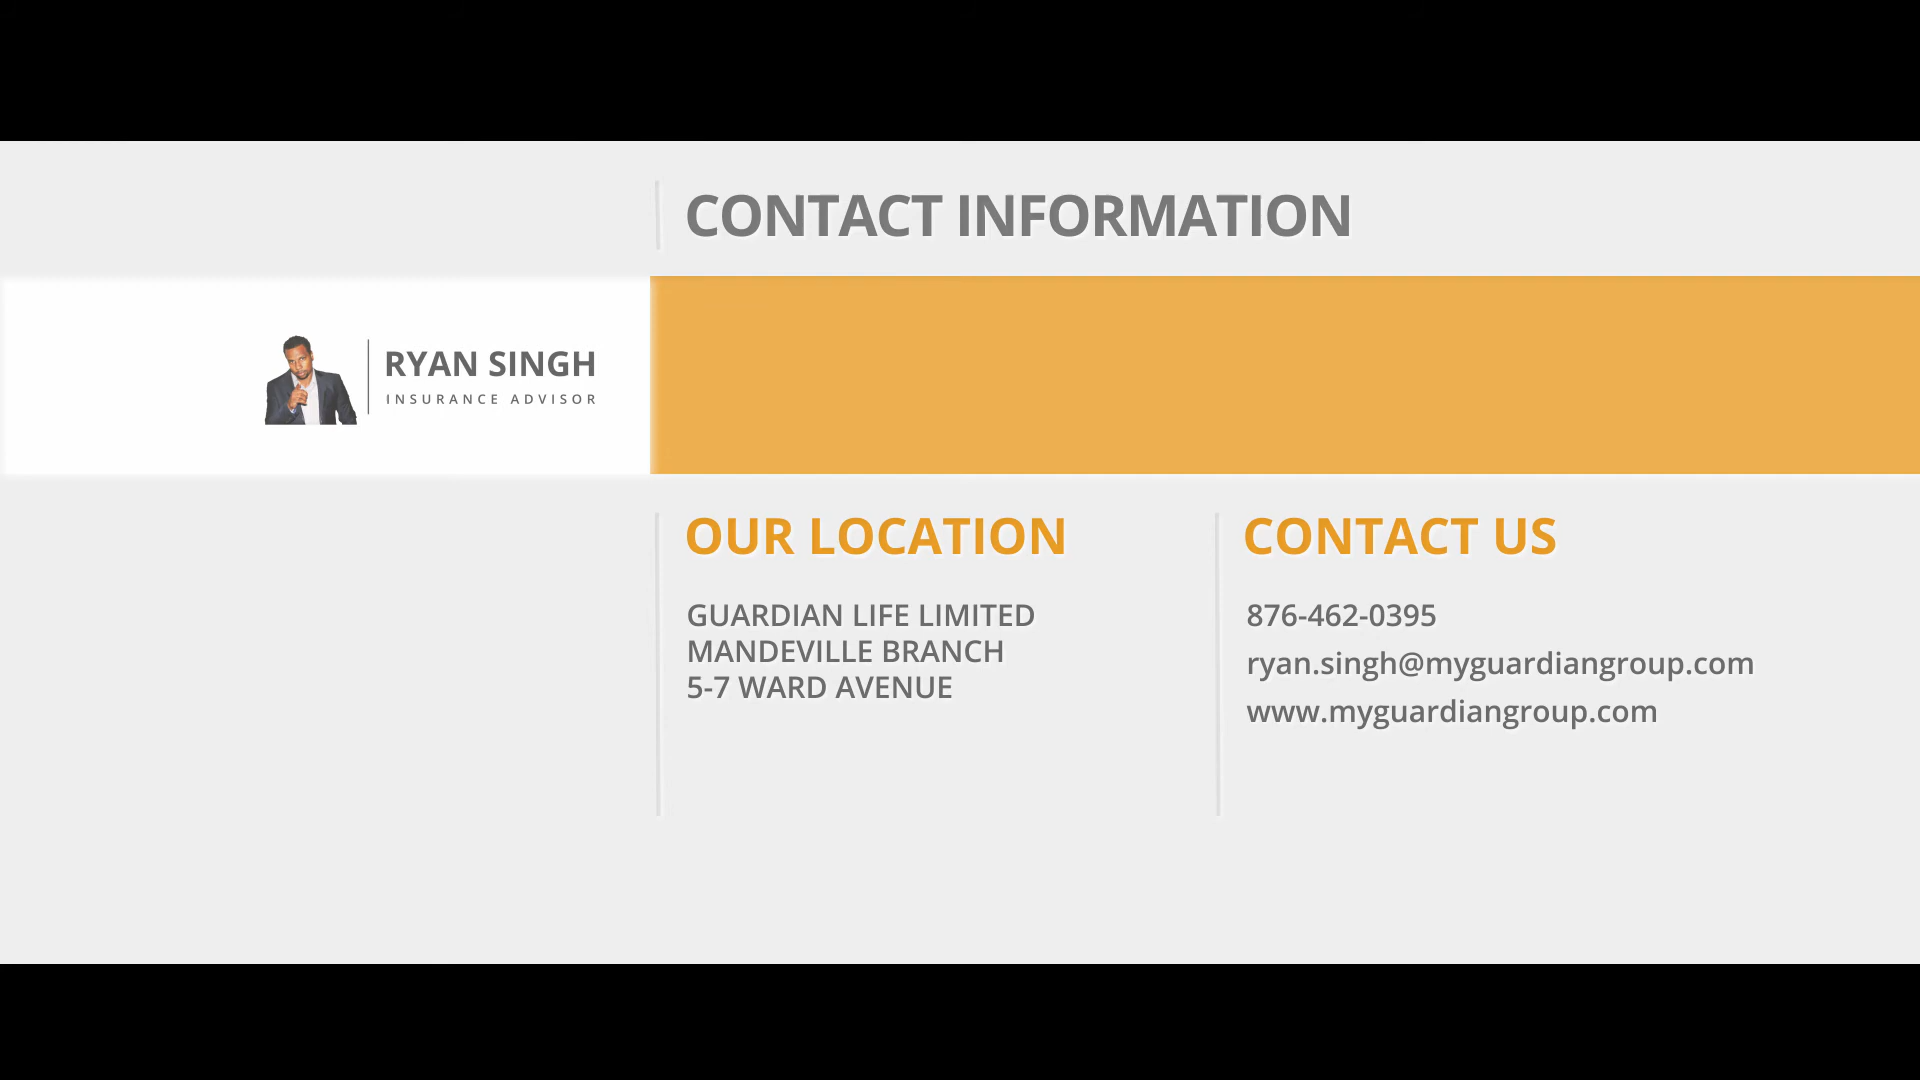 CONTACT INFORMATION
RYAN SINGH
INSURANCE ADVISOR
OUR LOCATION
GUARDIAN LIFE LIMITED
MANDEVILLE BRANCH
5-7 WARD AVENUE
CONTACT US
876-462-0395
ryan.singh@myguardiangroup.com
www.myguardiangroup.com